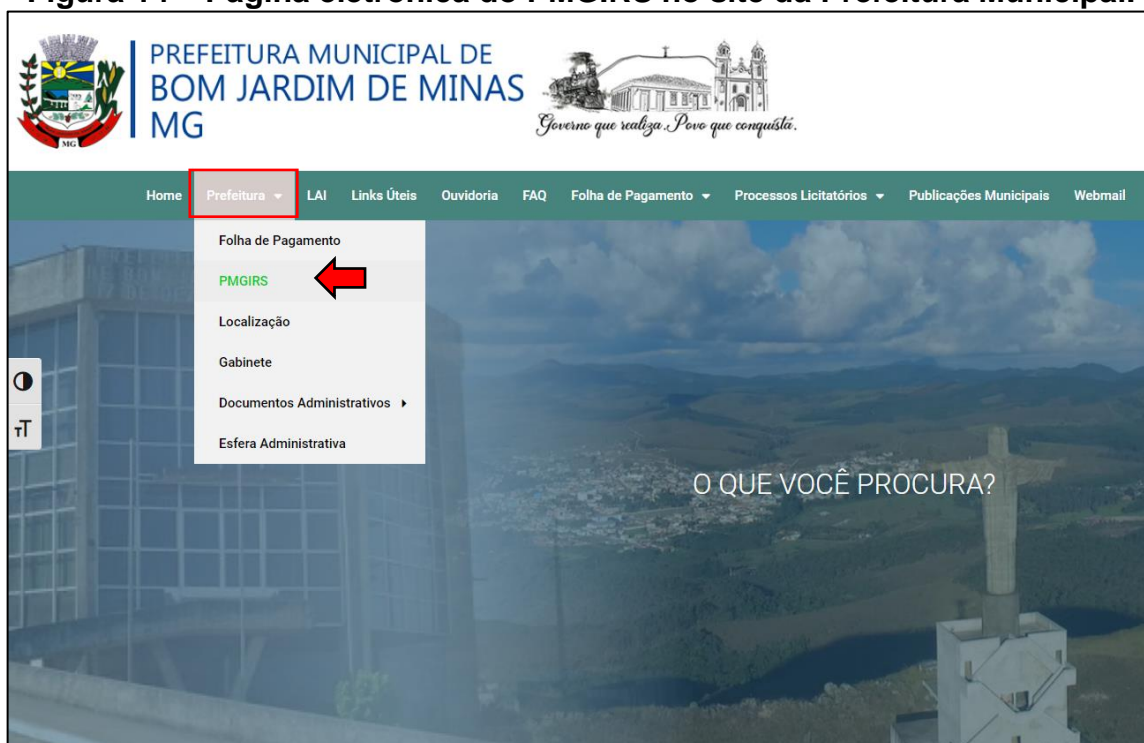 Página eletrônica do PMGIRS no site da Prefeitura Municipal.
PREFEITURA MUNICIPAL DE
BOM JARDIM DE MINAS
MG
MG
Governo que realiza. Povo que conquista.
Home Prefeitura LAI Links Úteis Ouvidoria FAQ Folha de Pagamento Processos Licitatórios Publicações Municipais Webmail
Folha de Pagamento
PMGIRS
Localização
Gabinete
Documentos Administrativos
Esfera Administrativa
TT
O QUE VOCÊ PROCURA?